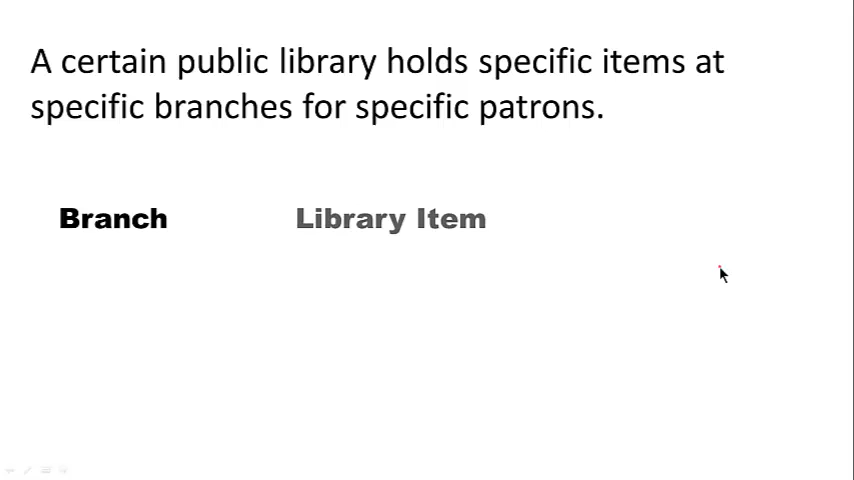 A certain public library holds specific items at
specific branches for specific patrons.
Branch Library Item